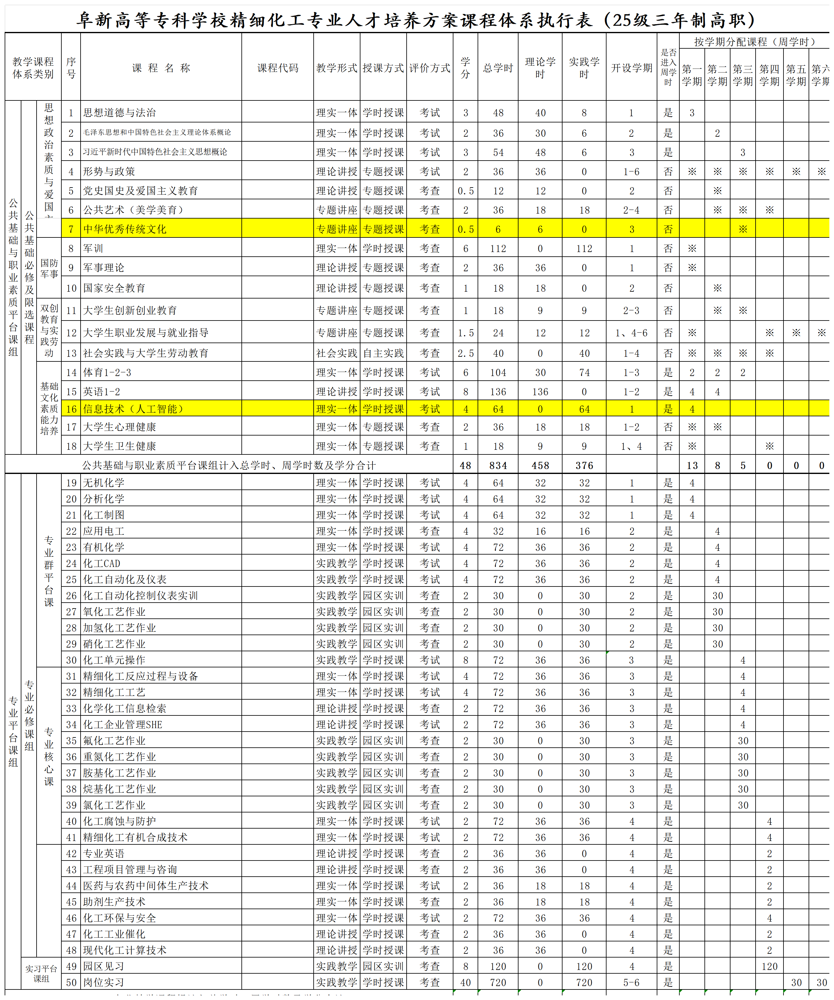 阜新高等专科学校精细化工专业人才培养方案课程体系执行表（25级三年制高职）
教学课程体系类别 序号 课 程 名 称 课程代码 教学形式 授课方式 评价方式 学分 总学时 理论学时 实践学时 开设学期 是否进入周学时 按学期分配课程（周学时）
第一学期 第二学期 第三学期 第四学期 第五学期 第六学期
公共基础与职业素质平台课组
公共基础必修及限选课程
思想政治素质与爱国
1 思想道德与法治 理实一体 学时授课 考试 3 48 40 8 1 是 3
2 毛泽东思想和中国特色社会主义理论体系概论 理实一体 学时授课 考试 2 36 30 6 2 是 2
3 习近平新时代中国特色社会主义思想概论 理实一体 学时授课 考试 3 54 48 6 3 是 3
4 形势与政策 理论讲授 专题授课 考试 2 36 36 0 1-6 否 ※ ※ ※ ※ ※ ※
5 党史国史及爱国主义教育 理论讲授 专题授课 考查 0.5 12 12 0 2 否 ※
6 公共艺术（美学美育） 专题讲座 专题授课 考查 2 36 18 18 2-4 否 ※ ※ ※
7 中华优秀传统文化 专题讲座 专题授课 考查 0.5 6 6 0 3 否 ※
国防军事
8 军训 理实一体 学时授课 考查 6 112 0 112 1 否 ※
9 军事理论 理论讲授 专题授课 考查 2 36 36 0 1 否 ※
10 国家安全教育 理论讲授 专题授课 考查 1 18 18 0 2 否 ※
双创教育与实践劳动
11 大学生创新创业教育 专题讲座 专题授课 考查 1 18 9 9 2-3 否 ※ ※
12 大学生职业发展与就业指导 专题讲座 专题授课 考查 1.5 24 12 12 1、4-6 否 ※ ※ ※ ※
13 社会实践与大学生劳动教育 社会实践 自主实践 考查 2.5 40 0 40 1-4 否 ※ ※ ※ ※
基础文化素质能力培养
14 体育1-2-3 理实一体 学时授课 考试 6 104 30 74 1-3 是 2 2 2
15 英语1-2 理论讲授 学时授课 考试 8 136 136 0 1-2 是 4 4
16 信息技术（人工智能） 理实一体 学时授课 考试 4 64 0 64 1 是 4
17 大学生心理健康 理实一体 专题授课 考查 2 36 18 18 1-2 否 ※ ※
18 大学生卫生健康 理实一体 专题授课 考查 1 18 9 9 1、4 否 ※ ※
公共基础与职业素质平台课组计入总学时、周学时数及学分合计 48 834 458 376 13 8 5 0 0 0
专业平台课组
专业必修课组
专业群平台课
19 无机化学 理实一体 学时授课 考试 4 64 32 32 1 是 4
20 分析化学 理实一体 学时授课 考试 4 64 32 32 1 是 4
21 化工制图 理实一体 学时授课 考试 4 64 32 32 1 是 4
22 应用电工 理实一体 学时授课 考查 4 32 16 16 2 是 4
23 有机化学 理实一体 学时授课 考试 4 72 36 36 2 是 4
24 化工CAD 实践教学 学时授课 考试 4 72 36 36 2 是 4
25 化工自动化及仪表 实践教学 学时授课 考试 4 72 36 36 2 是 4
26 化工自动化控制仪表实训 实践教学 园区实训 考查 2 30 0 30 2 是 30
27 氧化工艺作业 实践教学 园区实训 考查 2 30 0 30 2 是 30
28 加氢化工艺作业 实践教学 园区实训 考查 2 30 0 30 2 是 30
29 硝化工艺作业 实践教学 园区实训 考查 2 30 0 30 2 是 30
30 化工单元操作 实践教学 学时授课 考试 8 72 36 36 3 是 4
专业核心课
31 精细化工反应过程与设备 理实一体 学时授课 考试 4 72 36 36 3 是 4
32 精细化工工艺 理实一体 学时授课 考试 4 72 36 36 3 是 4
33 化学化工信息检索 理论讲授 学时授课 考查 2 72 36 36 3 是 4
34 化工企业管理SHE 理论讲授 学时授课 考试 2 72 36 36 3 是 4
35 氟化工艺作业 实践教学 园区实训 考查 2 30 0 30 3 是 30
36 重氮化工艺作业 实践教学 园区实训 考查 2 30 0 30 3 是 30
37 胺基化工艺作业 实践教学 园区实训 考查 2 30 0 30 3 是 30
38 烷基化工艺作业 实践教学 园区实训 考查 2 30 0 30 3 是 30
39 氯化工艺作业 实践教学 园区实训 考查 2 30 0 30 3 是 30
40 化工腐蚀与防护 理实一体 学时授课 考试 2 72 36 36 4 是 4
41 精细化工有机合成技术 理实一体 学时授课 考试 2 72 36 36 4 是 4
42 专业英语 理论讲授 学时授课 考查 2 36 36 0 4 是 2
43 工程项目管理与咨询 理论讲授 学时授课 考查 2 36 36 0 4 是 2
44 医药与农药中间体生产技术 理实一体 学时授课 考试 2 36 18 18 4 是 2
45 助剂生产技术 理实一体 学时授课 考查 2 36 18 18 4 是 2
46 化工环保与安全 理实一体 学时授课 考试 2 72 36 36 4 是 4
47 化工工业催化 理论讲授 学时授课 考查 2 36 36 0 4 是 2
48 现代化工计算技术 理论讲授 学时授课 考查 2 36 36 0 4 是 2
实习平台课组
49 园区见习 实践教学 园区实训 考查 8 120 0 120 4 是 120
50 岗位实习 实践教学 学时授课 考查 40 720 0 720 5-6 是 30 30